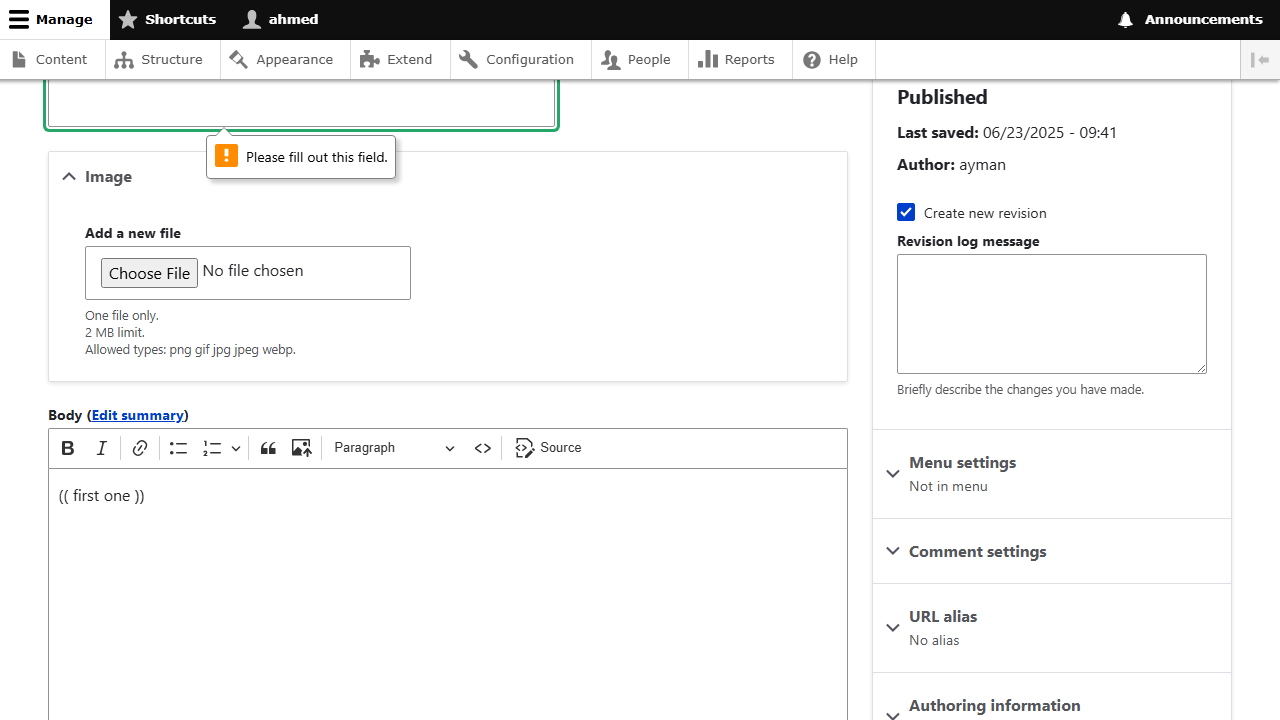 Manage
Shortcuts
ahmed
Announcements
Content
Structure
Appearance
Extend
Configuration
People
Reports
Help
Please fill out this field.
Image
Add a new file
Choose File No file chosen
One file only.
2 MB limit.
Allowed types: png gif jpg jpeg webp.
Body (Edit summary)
B I Paragraph Source
(( first one ))
Published
Last saved: 06/23/2025 - 09:41
Author: ayman
Create new revision
Revision log message
Briefly describe the changes you have made.
Menu settings
Not in menu
Comment settings
URL alias
No alias
Authoring information